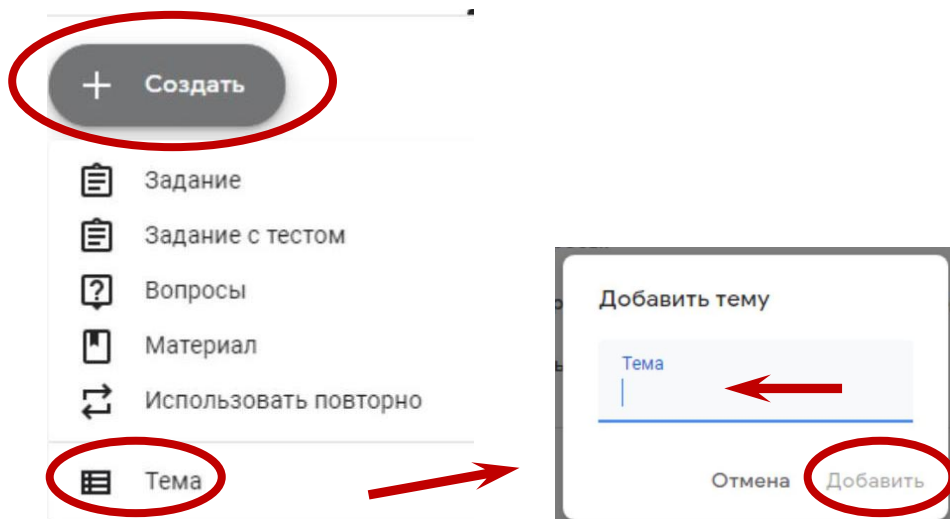 Создать
Задание
Задание с тестом
Вопросы
Материал
Использовать повторно
Тема
Добавить тему
Тема
Отмена Добавить